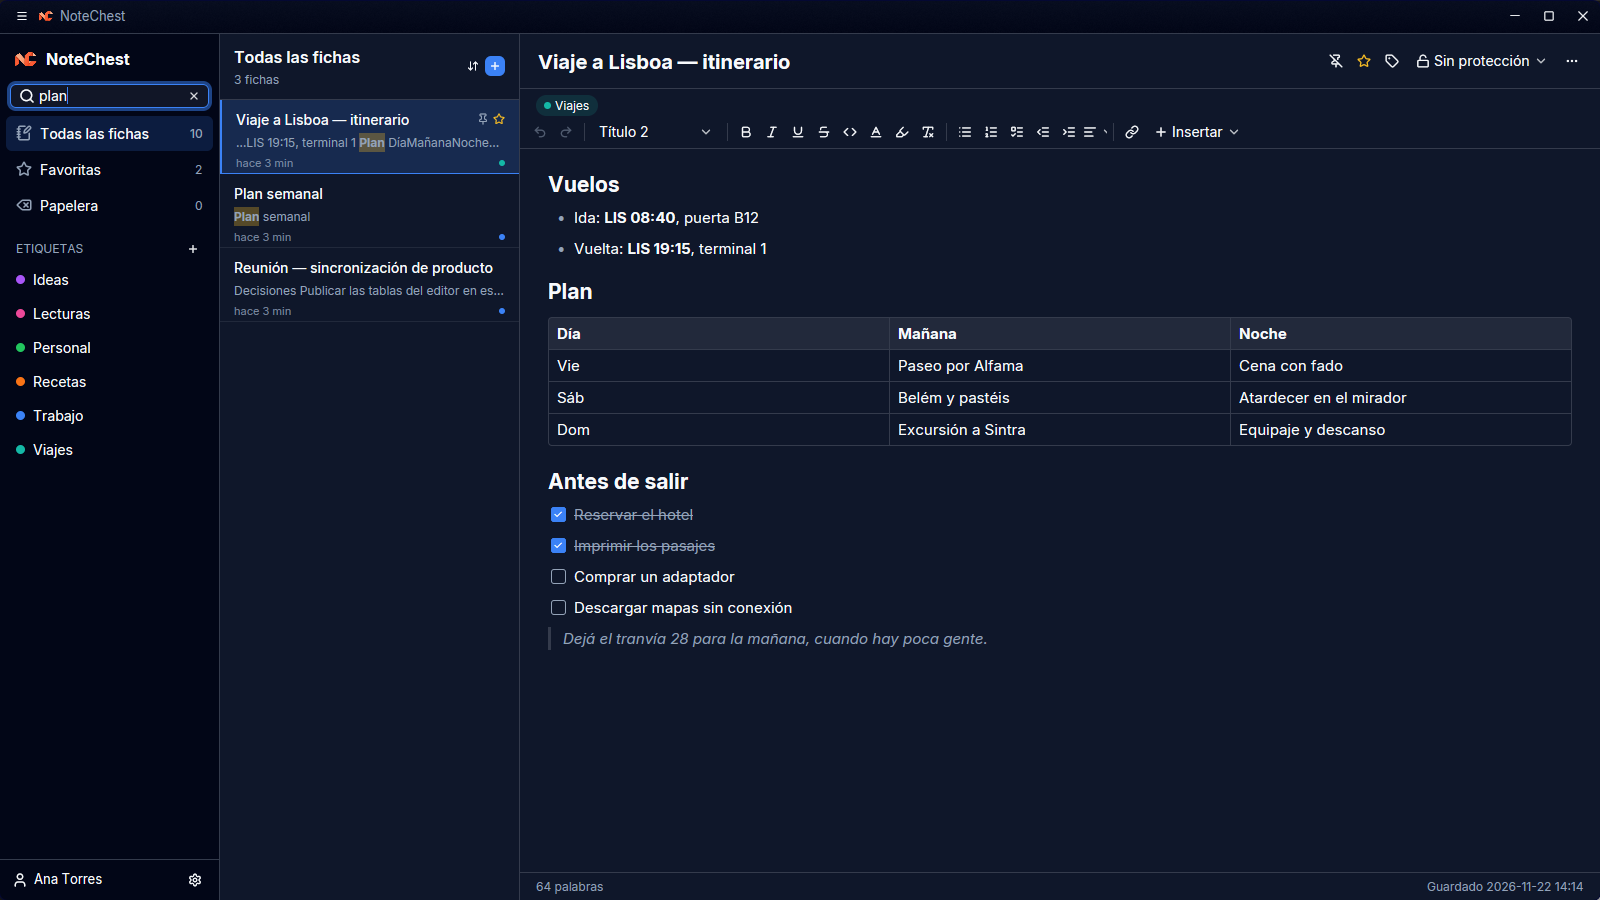 NoteChest
NoteChest
plan
Todas las fichas 10
Favoritas 2
Papelera 0
ETIQUETAS
Ideas
Lecturas
Personal
Recetas
Trabajo
Viajes
Ana Torres
Todas las fichas
3 fichas
Viaje a Lisboa — itinerario
...LIS 19:15, terminal 1 Plan DíaMañanaNoche...
hace 3 min
Plan semanal
Plan semanal
hace 3 min
Reunión — sincronización de producto
Decisiones Publicar las tablas del editor en es...
hace 3 min
Viaje a Lisboa — itinerario
Sin protección
Viajes
Título 2
Insertar
Vuelos
Ida: LIS 08:40, puerta B12
Vuelta: LIS 19:15, terminal 1
Plan
Día Mañana Noche
Vie Paseo por Alfama Cena con fado
Sáb Belém y pastéis Atardecer en el mirador
Dom Excursión a Sintra Equipaje y descanso
Antes de salir
Reservar el hotel
Imprimir los pasajes
Comprar un adaptador
Descargar mapas sin conexión
Dejá el tranvía 28 para la mañana, cuando hay poca gente.
64 palabras
Guardado 2026-11-22 14:14